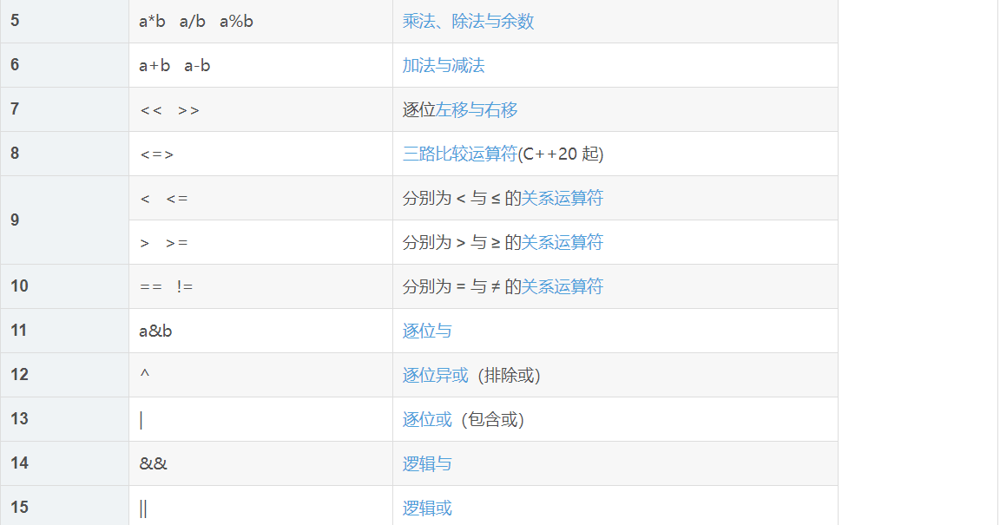 5 a*b a/b a%b 乘法、除法与余数
6 a+b a-b 加法与减法
7 << >> 逐位左移与右移
8 <=> 三路比较运算符(C++20 起)
9 < <= 分别为 < 与 ≤ 的关系运算符
> >= 分别为 > 与 ≥ 的关系运算符
10 == != 分别为 = 与 ≠ 的关系运算符
11 a&b 逐位与
12 ^ 逐位异或（排除或）
13 | 逐位或（包含或）
14 && 逻辑与
15 || 逻辑或